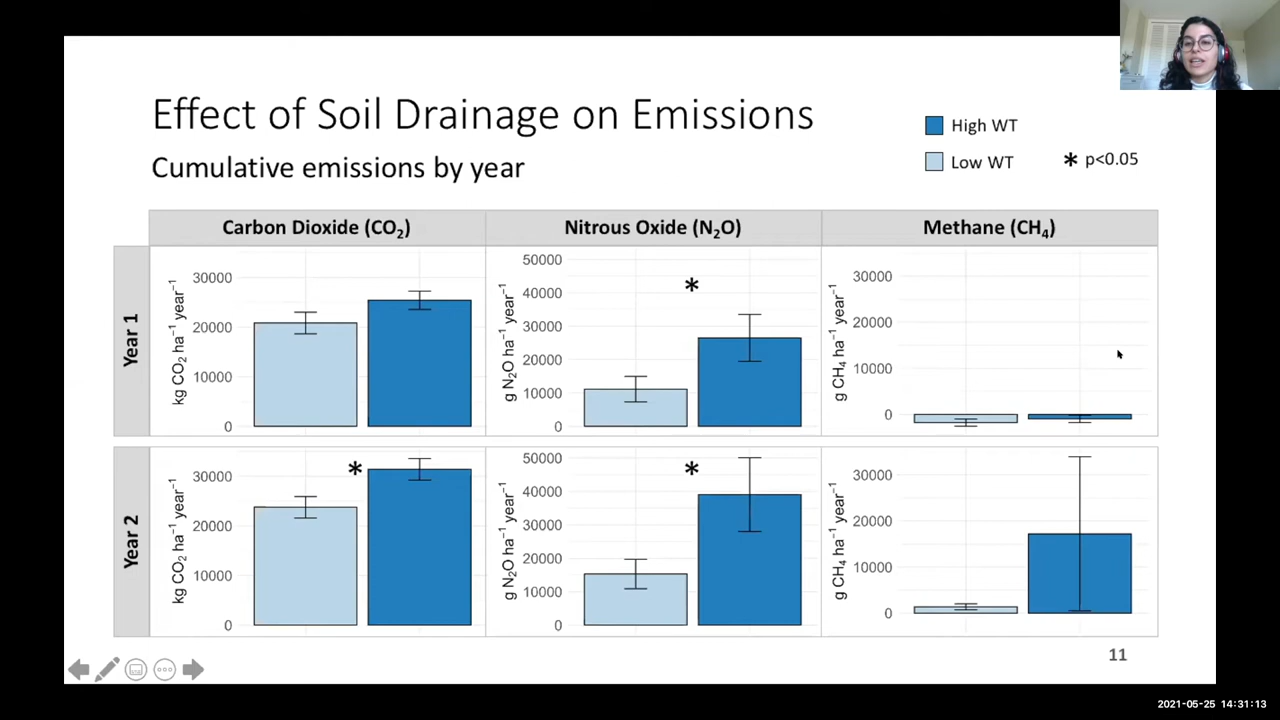 Effect of Soil Drainage on Emissions
Cumulative emissions by year
High WT
Low WT
* p<0.05
Carbon Dioxide (CO₂)
Nitrous Oxide (N₂O)
Methane (CH₄)
Year 1
kg CO₂ ha⁻¹ year⁻¹
30000
20000
10000
0
g N₂O ha⁻¹ year⁻¹
50000
40000
30000
20000
10000
0
*
g CH₄ ha⁻¹ year⁻¹
30000
20000
10000
0
Year 2
kg CO₂ ha⁻¹ year⁻¹
30000
20000
10000
0
*
g N₂O ha⁻¹ year⁻¹
50000
40000
30000
20000
10000
0
*
g CH₄ ha⁻¹ year⁻¹
30000
20000
10000
0
11
2021-05-25 14:31:13